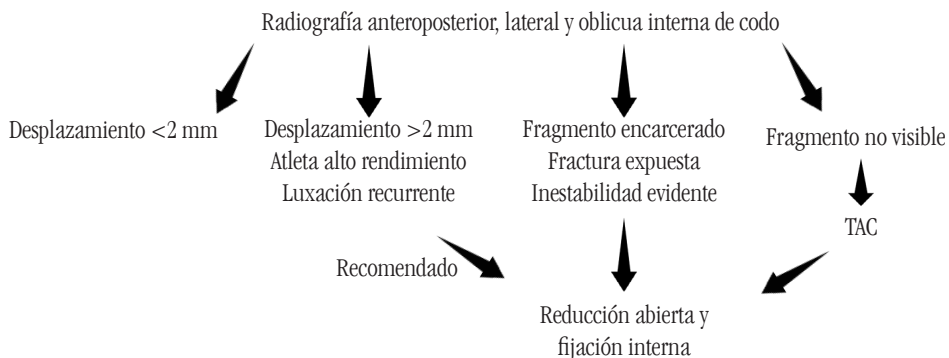 Radiografía anteroposterior, lateral y oblicua interna de codo
Desplazamiento <2 mm
Desplazamiento >2 mm
Atleta alto rendimiento
Luxación recurrente
Fragmento encarcerado
Fractura expuesta
Inestabilidad evidente
Fragmento no visible
TAC
Recomendado
Reducción abierta y
fijación interna